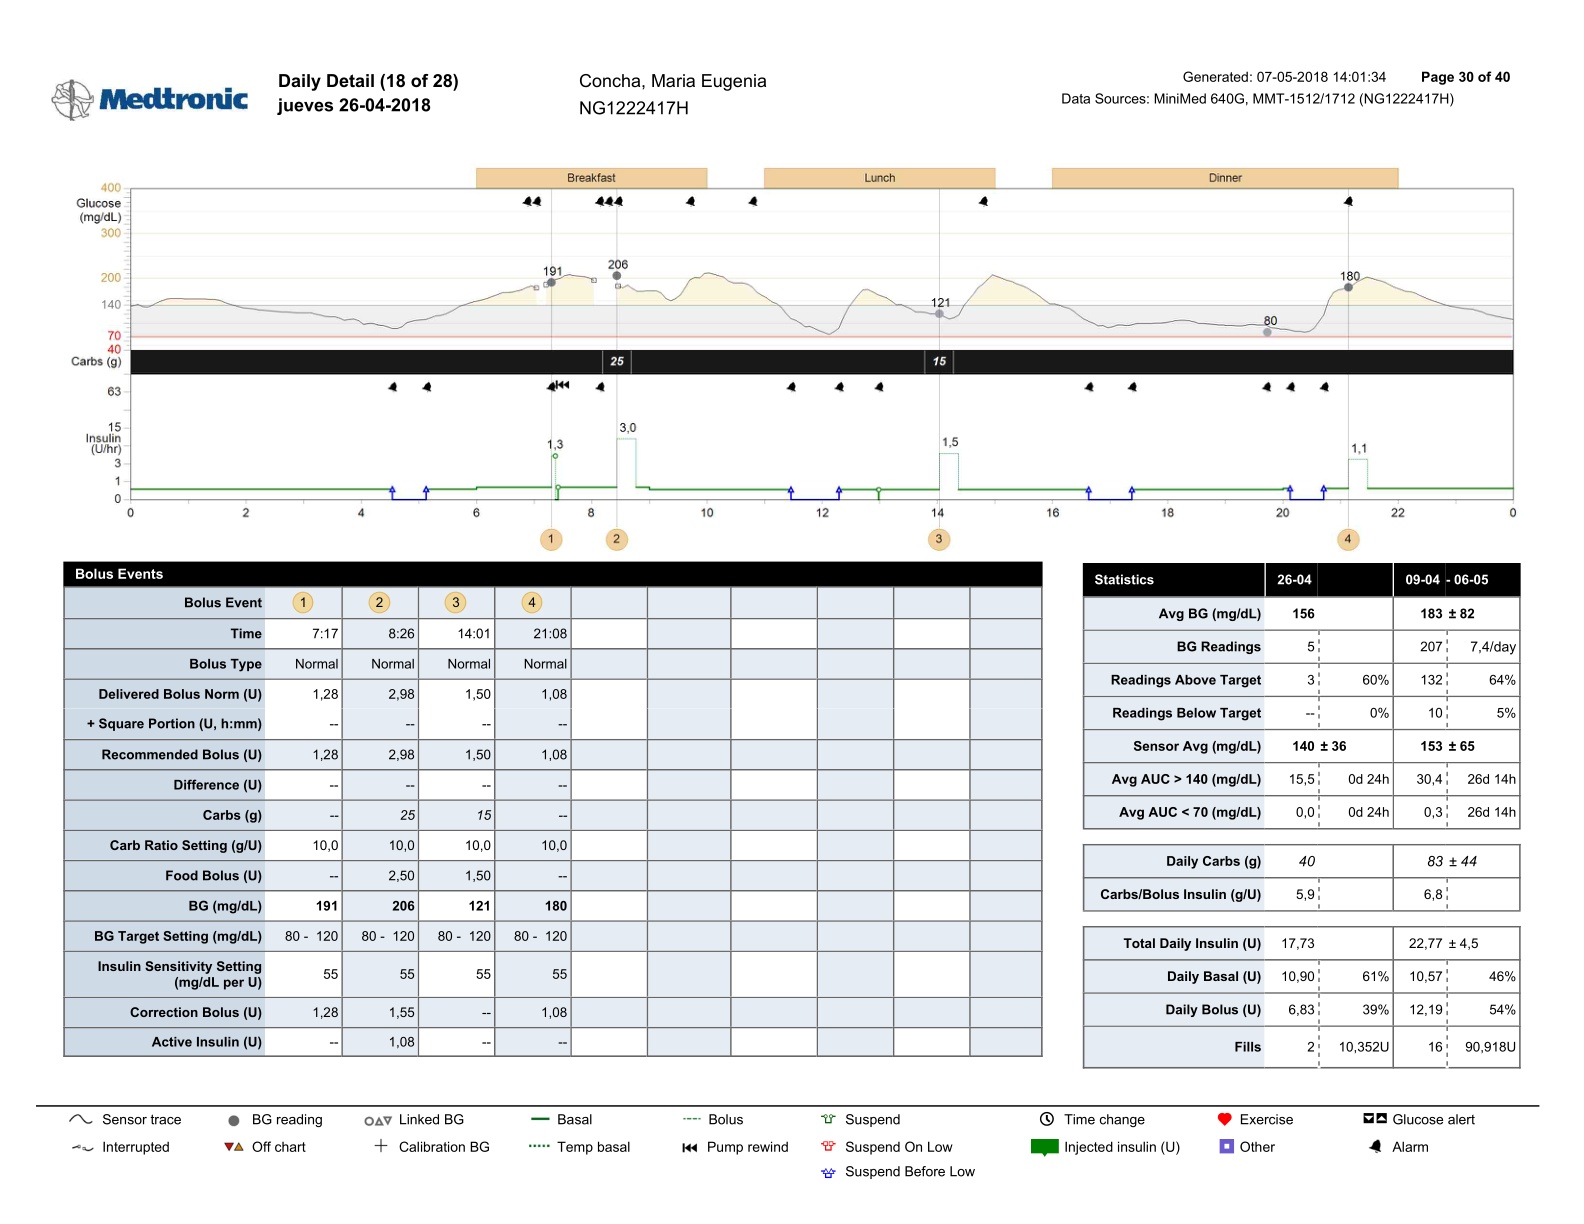 Medtronic
Daily Detail (18 of 28)
jueves 26-04-2018
Concha, Maria Eugenia
NG1222417H
Generated: 07-05-2018 14:01:34 Page 30 of 40
Data Sources: MiniMed 640G, MMT-1512/1712 (NG1222417H)
Breakfast Lunch Dinner
400
Glucose
(mg/dL)
300
200
140
70
40
191 206 121 80 180
Carbs (g) 25 15
63
15
Insulin
(U/hr)
3
1
0
1,3 3,0 1,5 1,1
0 2 4 6 8 10 12 14 16 18 20 22 0
1 2 3 4
Bolus Events
Bolus Event 1 2 3 4
Time 7:17 8:26 14:01 21:08
Bolus Type Normal Normal Normal Normal
Delivered Bolus Norm (U) 1,28 2,98 1,50 1,08
+ Square Portion (U, h:mm) -- -- -- --
Recommended Bolus (U) 1,28 2,98 1,50 1,08
Difference (U) -- -- -- --
Carbs (g) -- 25 15 --
Carb Ratio Setting (g/U) 10,0 10,0 10,0 10,0
Food Bolus (U) -- 2,50 1,50 --
BG (mg/dL) 191 206 121 180
BG Target Setting (mg/dL) 80 - 120 80 - 120 80 - 120 80 - 120
Insulin Sensitivity Setting
(mg/dL per U) 55 55 55 55
Correction Bolus (U) 1,28 1,55 -- 1,08
Active Insulin (U) -- 1,08 -- --
Statistics 26-04 09-04 - 06-05
Avg BG (mg/dL) 156 183 ± 82
BG Readings 5 207 7,4/day
Readings Above Target 3 60% 132 64%
Readings Below Target -- 0% 10 5%
Sensor Avg (mg/dL) 140 ± 36 153 ± 65
Avg AUC > 140 (mg/dL) 15,5 0d 24h 30,4 26d 14h
Avg AUC < 70 (mg/dL) 0,0 0d 24h 0,3 26d 14h
Daily Carbs (g) 40 83 ± 44
Carbs/Bolus Insulin (g/U) 5,9 6,8
Total Daily Insulin (U) 17,73 22,77 ± 4,5
Daily Basal (U) 10,90 61% 10,57 46%
Daily Bolus (U) 6,83 39% 12,19 54%
Fills 2 10,352U 16 90,918U
Sensor trace BG reading Linked BG Basal Bolus Suspend Time change Exercise Glucose alert
Interrupted Off chart Calibration BG Temp basal Pump rewind Suspend On Low Injected insulin (U) Other Alarm
Suspend Before Low